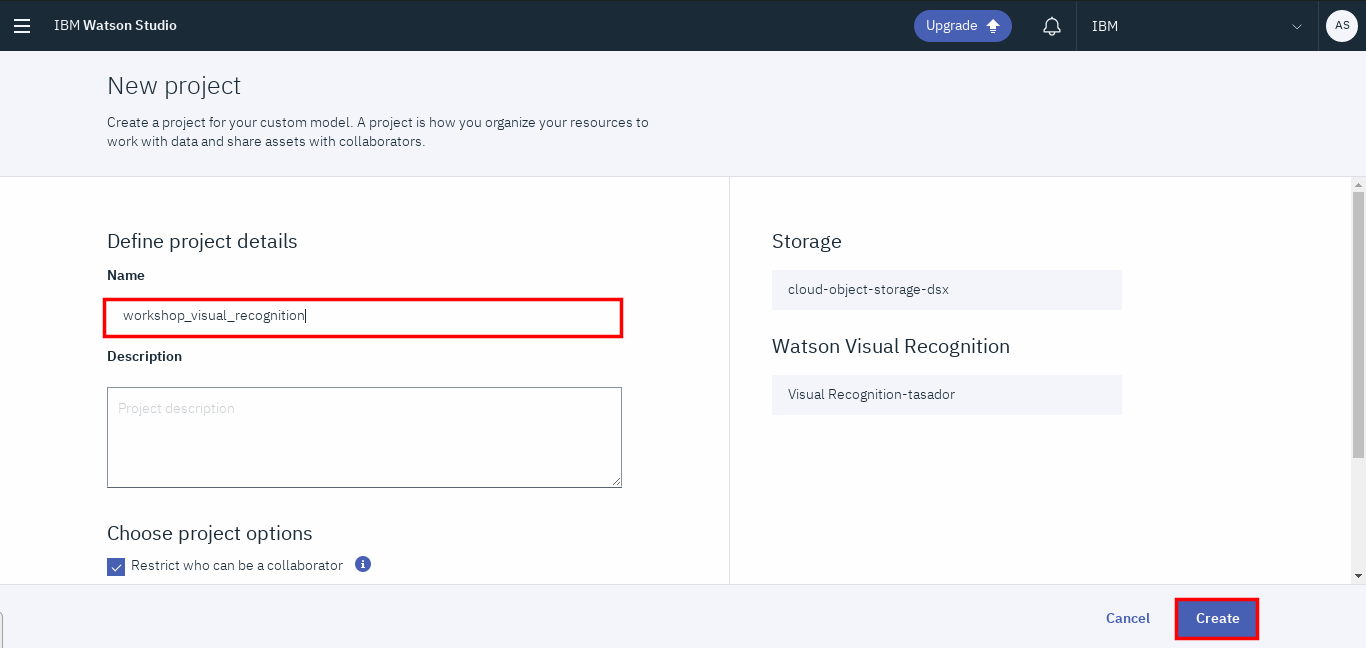 IBM Watson Studio
Upgrade
IBM
AS
New project
Create a project for your custom model. A project is how you organize your resources to
work with data and share assets with collaborators.
Define project details
Name
workshop_visual_recognition
Description
Project description
Choose project options
Restrict who can be a collaborator
Storage
cloud-object-storage-dsx
Watson Visual Recognition
Visual Recognition-tasador
Cancel
Create